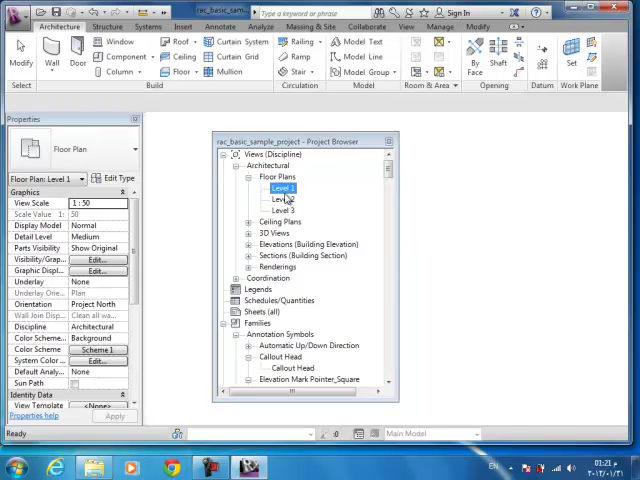 rac_basic_sam...
Type a keyword or phrase
Sign In
Architecture Structure Systems Insert Annotate Analyze Massing & Site Collaborate View Manage Modify
Modify
Wall
Door
Window
Component
Column
Roof
Ceiling
Floor
Curtain System
Curtain Grid
Mullion
Railing
Ramp
Stair
Model Text
Model Line
Model Group
By Face
Shaft
Datum
Set
Select
Build
Circulation
Model
Room & Area
Opening
Work Plane
Properties
Floor Plan
Floor Plan: Level 1
Edit Type
Graphics
View Scale 1 : 50
Scale Value 1: 50
Display Model Normal
Detail Level Medium
Parts Visibility Show Original
Visibility/Grap... Edit...
Graphic Displ... Edit...
Underlay None
Underlay Orie... Plan
Orientation Project North
Wall Join Displ... Clean all wa...
Discipline Architectural
Color Scheme... Background
Color Scheme Scheme 1
System Color ... Edit...
Default Analy... None
Sun Path
Identity Data
View Template <None>
Properties help
Apply
rac_basic_sample_project - Project Browser
Views (Discipline)
Architectural
Floor Plans
Level 1
Level 2
Level 3
Ceiling Plans
3D Views
Elevations (Building Elevation)
Sections (Building Section)
Renderings
Coordination
Legends
Schedules/Quantities
Sheets (all)
Families
Annotation Symbols
Automatic Up/Down Direction
Callout Head
Callout Head
Elevation Mark Pointer_Square
Ready
:0
Main Model
EN
01:21 م
٢٠١٣/٠١/٣١